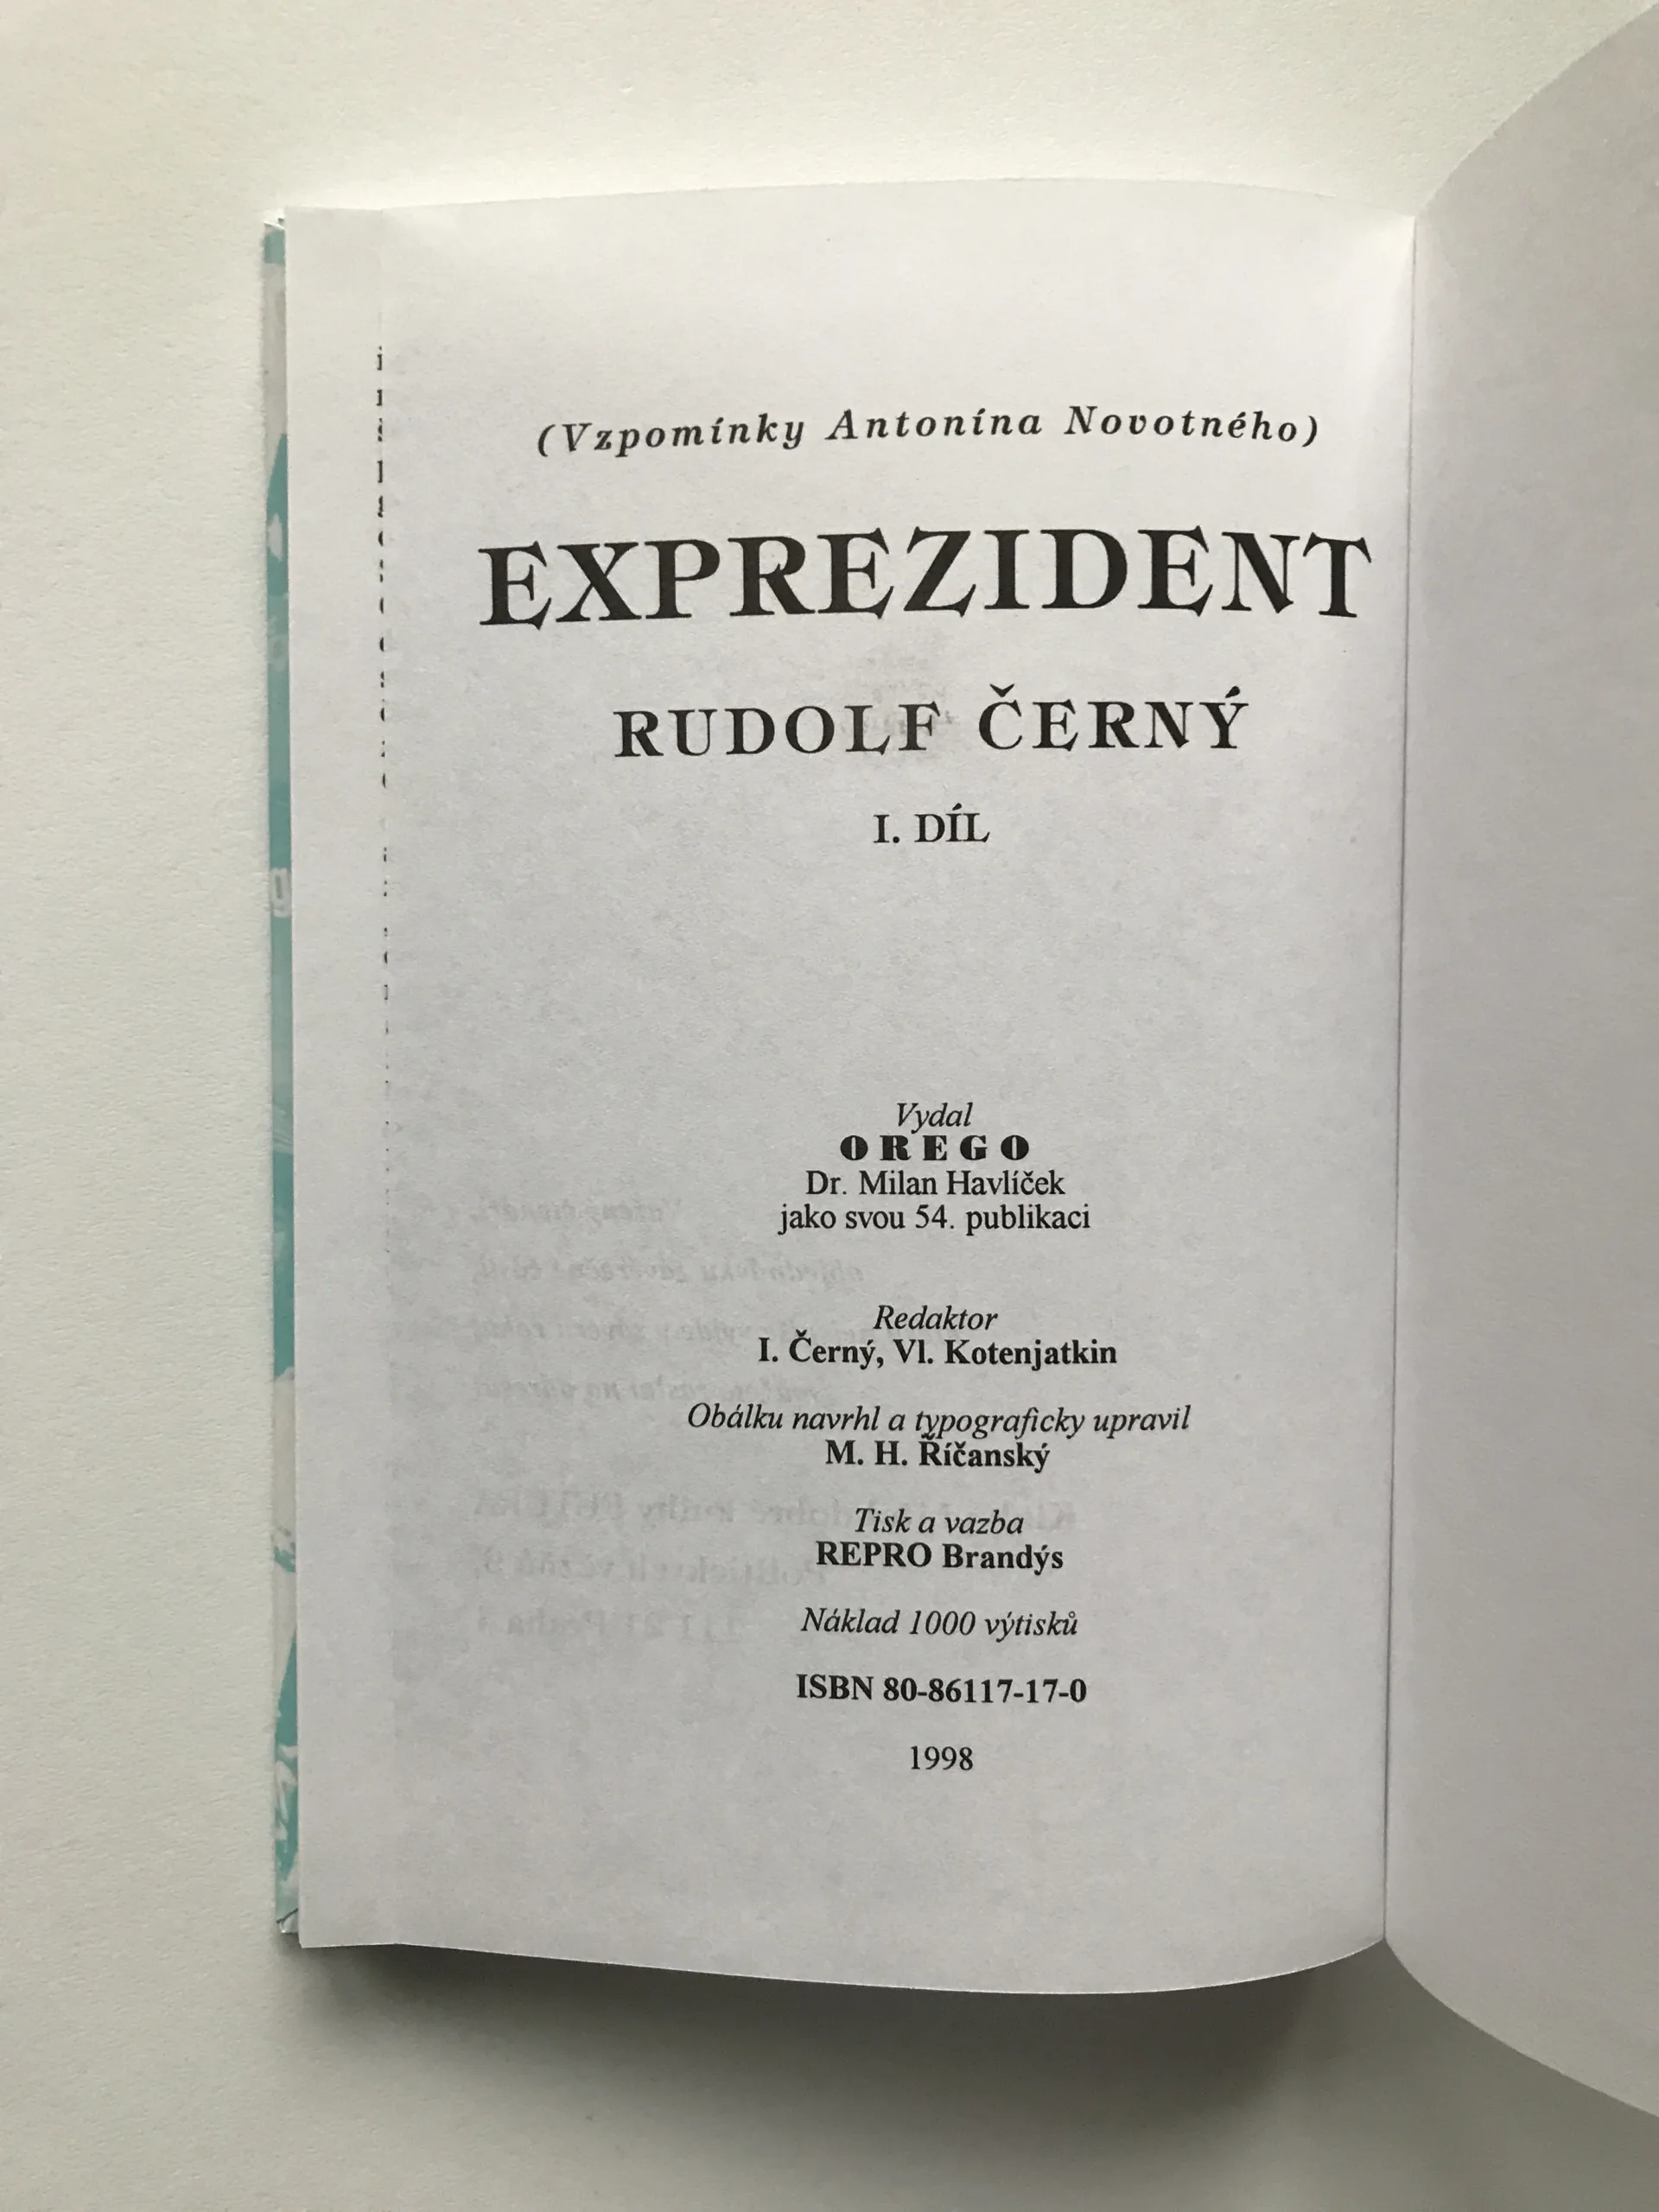 (Vzpomínky Antonína Novotného)
EXPREZIDENT
RUDOLF ČERNÝ
I. DÍL
Vydal
OREGO
Dr. Milan Havlíček
jako svou 54. publikaci
Redaktor
I. Černý, Vl. Kotenjatkin
Obálku navrhl a typograficky upravil
M. H. Říčanský
Tisk a vazba
REPRO Brandýs
Náklad 1000 výtisků
ISBN 80-86117-17-0
1998